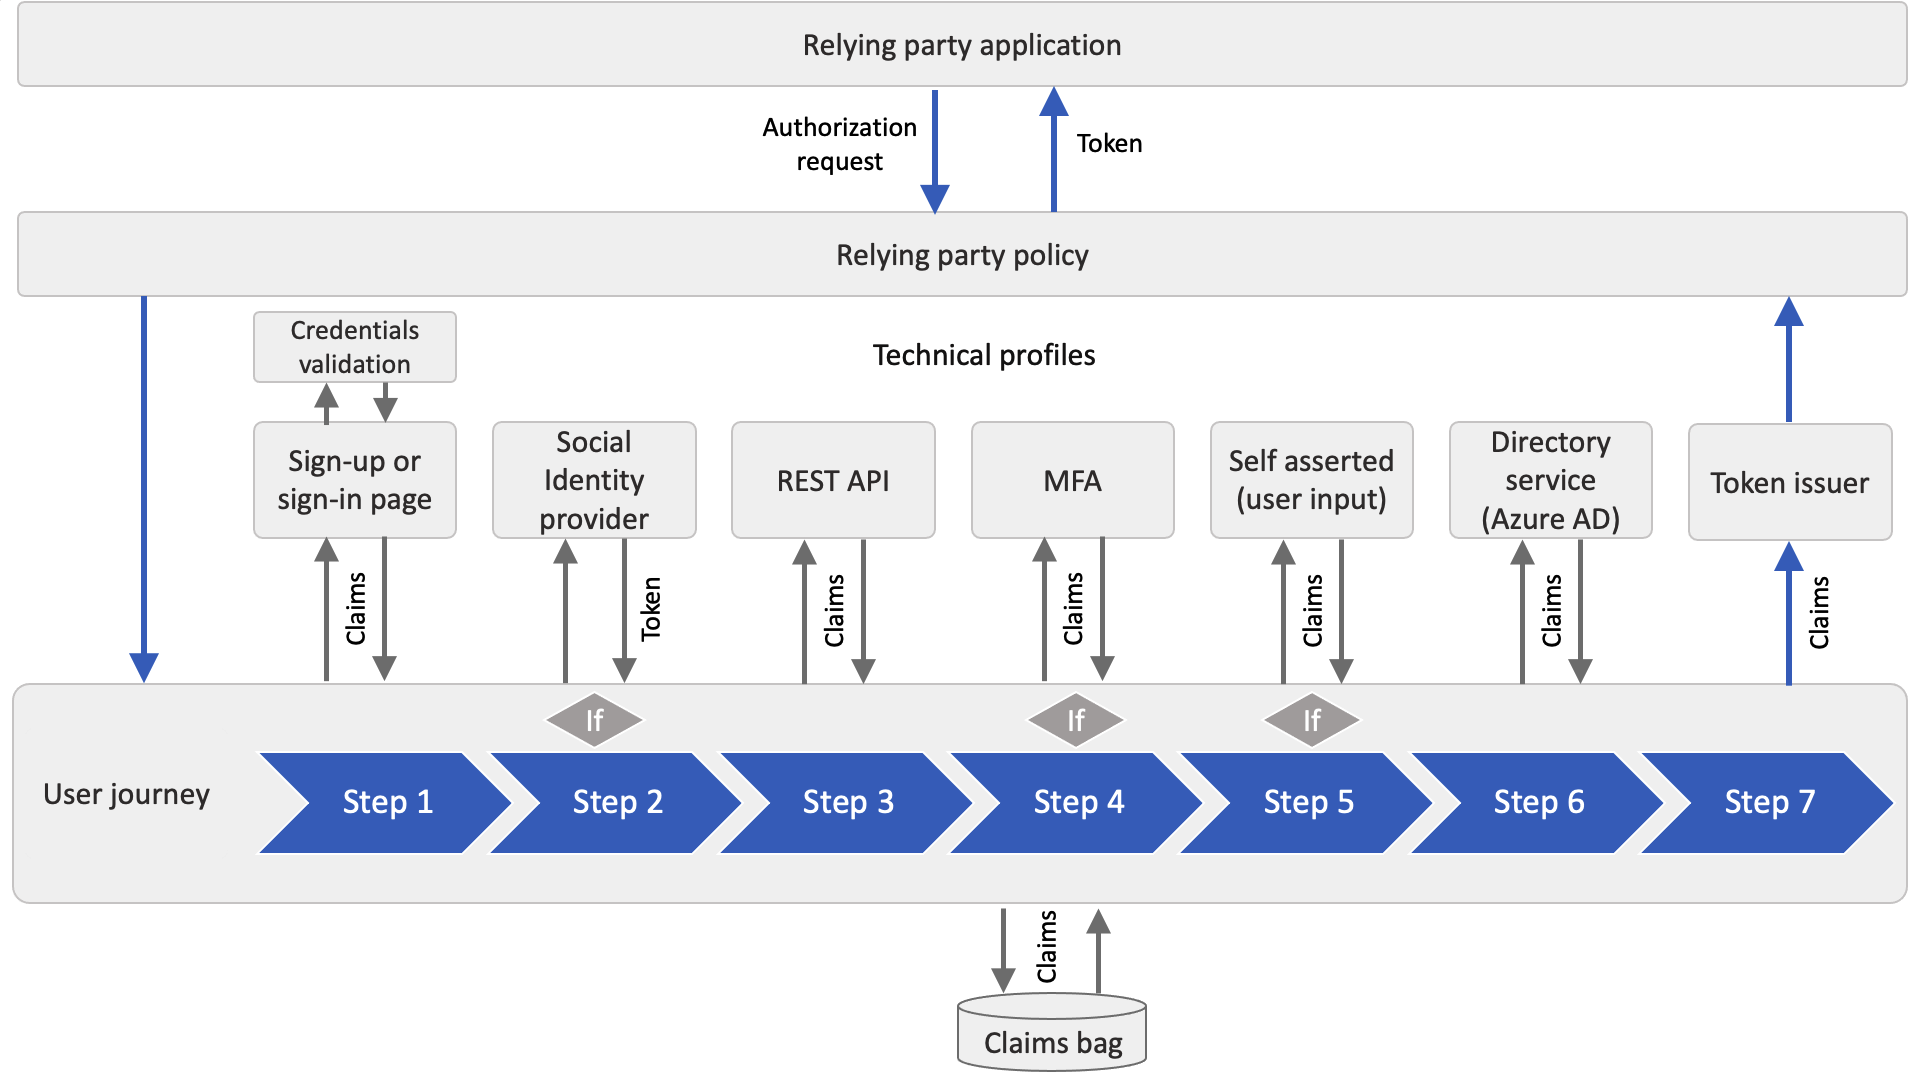 Relying party application
Authorization
request
Token
Relying party policy
Credentials
validation
Technical profiles
Sign-up or
sign-in page
Social
Identity
provider
REST API
MFA
Self asserted
(user input)
Directory
service
(Azure AD)
Token issuer
Claims
Token
Claims
Claims
Claims
Claims
Claims
If
If
If
User journey
Step 1
Step 2
Step 3
Step 4
Step 5
Step 6
Step 7
Claims
Claims bag